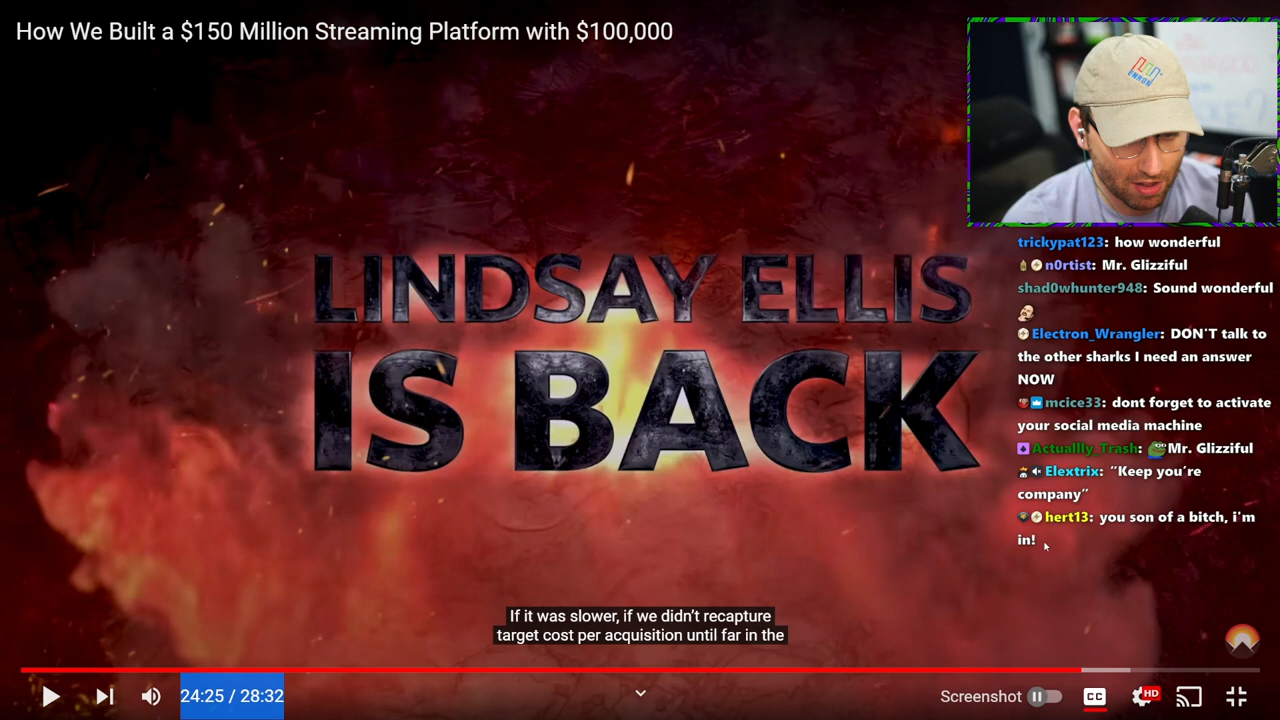 How We Built a $150 Million Streaming Platform with $100,000
ENRON
LINDSAY ELLIS
IS BACK
trickypat123: how wonderful
n0rtist: Mr. Glizziful
shad0whunter948: Sound wonderful
Electron_Wrangler: DON'T talk to
the other sharks I need an answer
NOW
mcice33: dont forget to activate
your social media machine
Actuallly_Trash: Mr. Glizziful
Elextrix: “Keep you're
company”
hert13: you son of a bitch, i'm
in!
If it was slower, if we didn’t recapture
target cost per acquisition until far in the
24:25 / 28:32
Screenshot
CC
HD